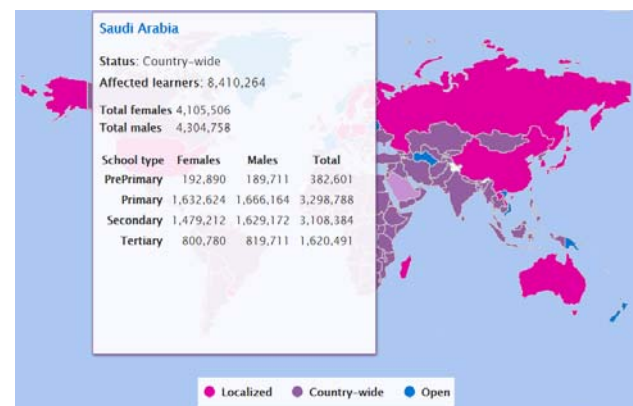 Saudi Arabia
Status: Country-wide
Affected learners: 8,410,264
Total females 4,105,506
Total males 4,304,758
School type Females Males Total
PrePrimary 192,890 189,711 382,601
Primary 1,632,624 1,666,164 3,298,788
Secondary 1,479,212 1,629,172 3,108,384
Tertiary 800,780 819,711 1,620,491
Localized Country-wide Open